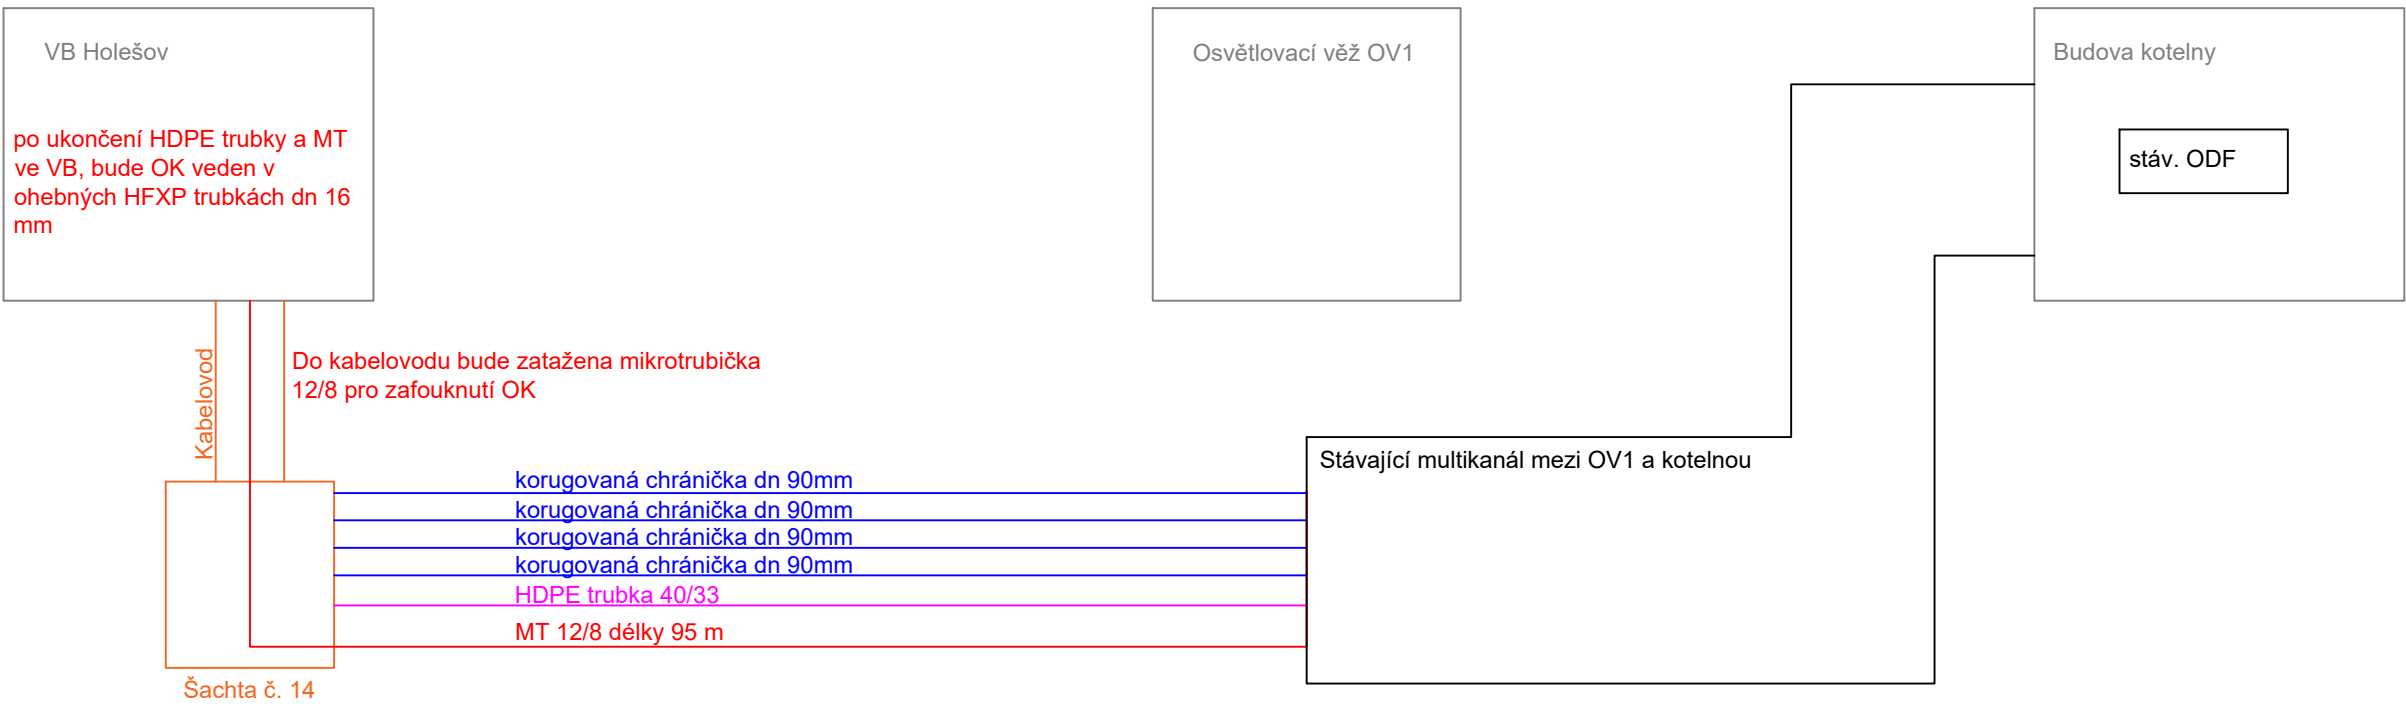 VB Holešov
Osvětlovací věž OV1
Budova kotelny
po ukončení HDPE trubky a MT
ve VB, bude OK veden v
ohebných HFXP trubkách dn 16
mm
stáv. ODF
Kabelovod
Do kabelovodu bude zatažena mikrotrubička
12/8 pro zafouknutí OK
Stávající multikanál mezi OV1 a kotelnou
korugovaná chránička dn 90mm
korugovaná chránička dn 90mm
korugovaná chránička dn 90mm
korugovaná chránička dn 90mm
HDPE trubka 40/33
MT 12/8 délky 95 m
Šachta č. 14